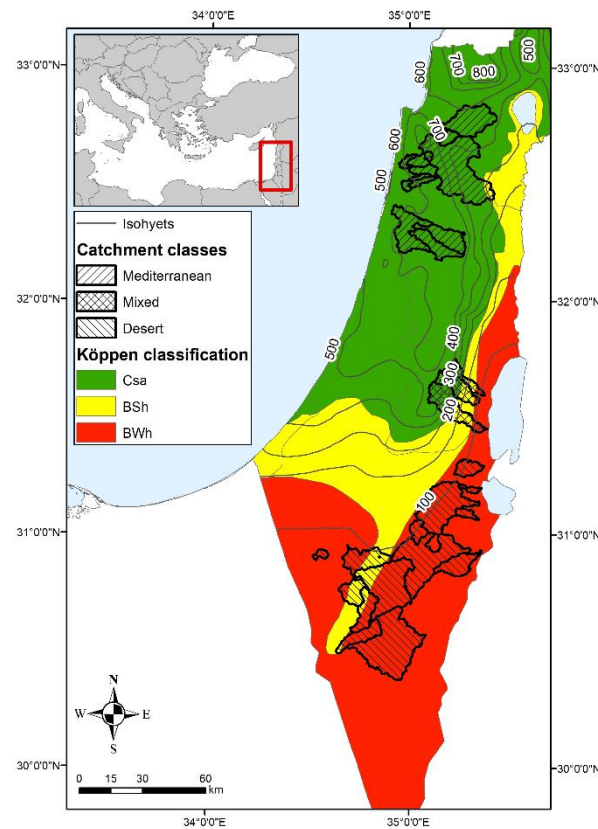 34°0'0"E 35°0'0"E
33°0'0"N 33°0'0"N
600 700 800 500
600 700
500
Isohyets
Catchment classes
Mediterranean
Mixed
Desert
Köppen classification
Csa
BSh
BWh
32°0'0"N 32°0'0"N
500 400
300
200
100
31°0'0"N 31°0'0"N
N
W E
S
30°0'0"N 30°0'0"N
0 15 30 60
km
34°0'0"E 35°0'0"E